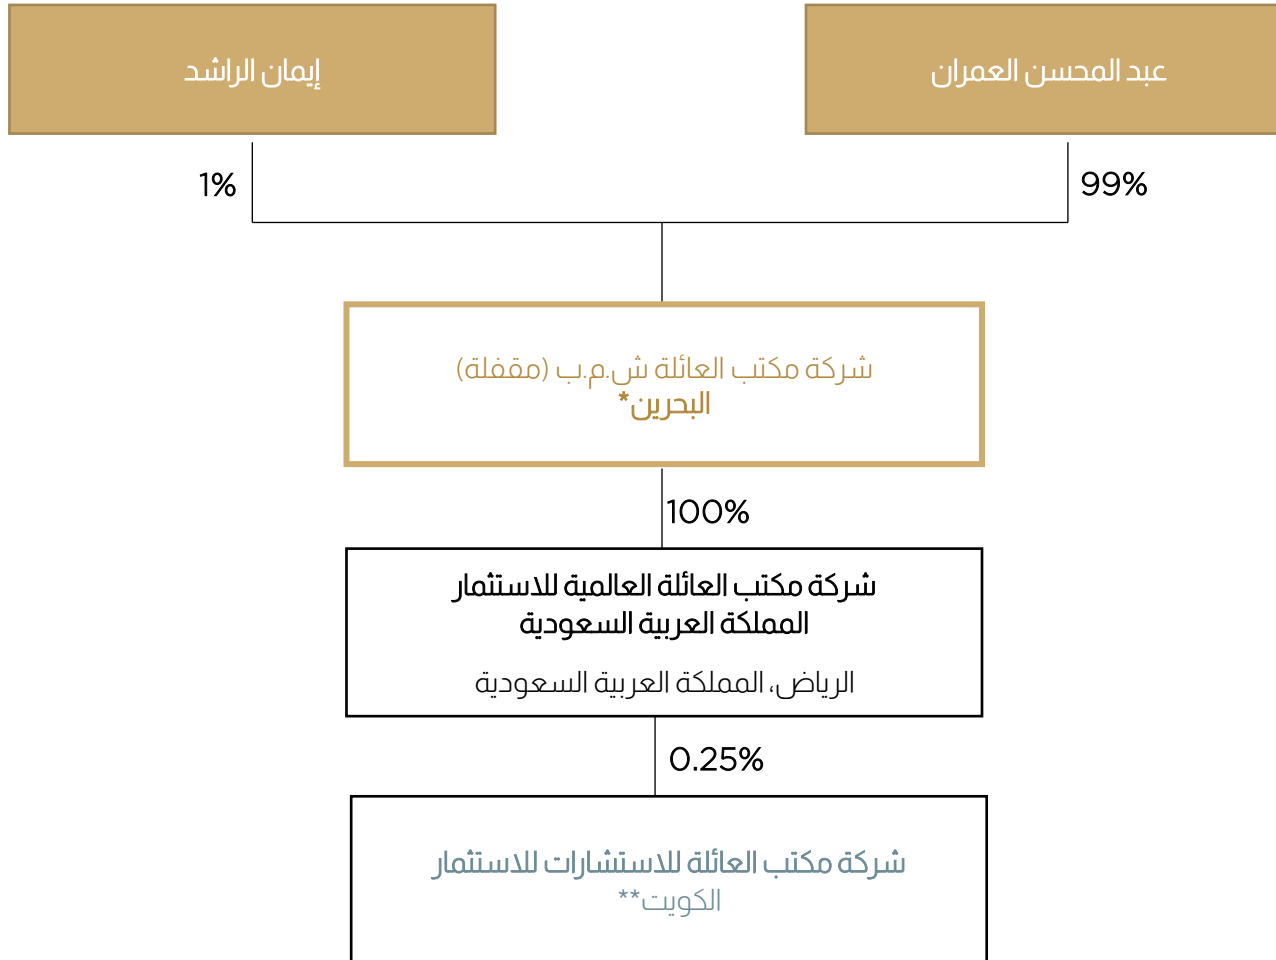 عبد المحسن العمران
إيمان الراشد
99%
1%
شركة مكتب العائلة ش.م.ب (مقفلة)
البحرين*
100%
شركة مكتب العائلة العالمية للاستثمار
المملكة العربية السعودية
الرياض، المملكة العربية السعودية
0.25%
شركة مكتب العائلة للاستشارات للاستثمار
الكويت**